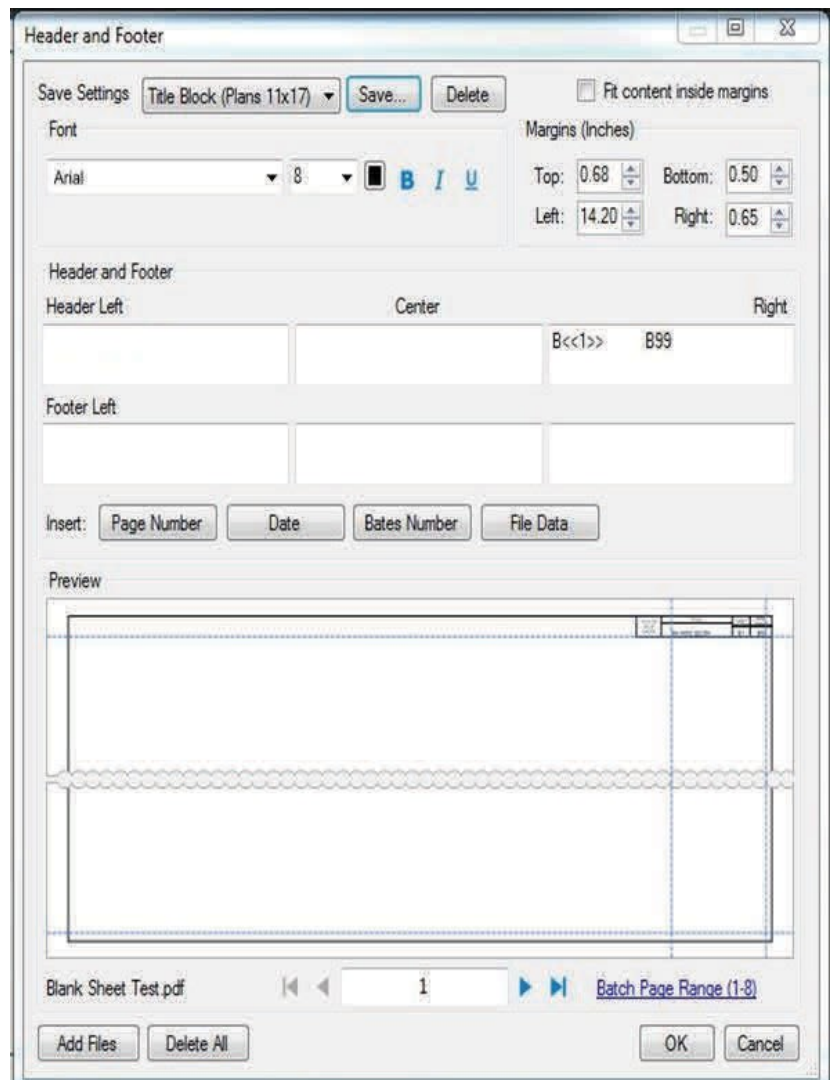 Header and Footer
Save Settings Title Block (Plans 11x17) Save... Delete Fit content inside margins
Font Margins (Inches)
Arial 8 B I U Top: 0.68 Bottom: 0.50
Left: 14.20 Right: 0.65
Header and Footer
Header Left Center Right
B<<1>> B99
Footer Left
Insert: Page Number Date Bates Number File Data
Preview
Blank Sheet Test.pdf 1 Batch Page Range (1-8)
Add Files Delete All OK Cancel